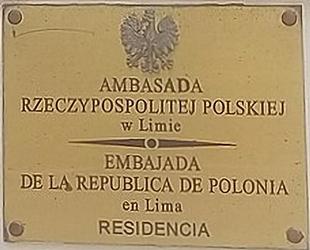 AMBASADA
RZECZYPOSPOLITEJ POLSKIEJ
w Limie
EMBAJADA
DE LA REPUBLICA DE POLONIA
en Lima
RESIDENCIA